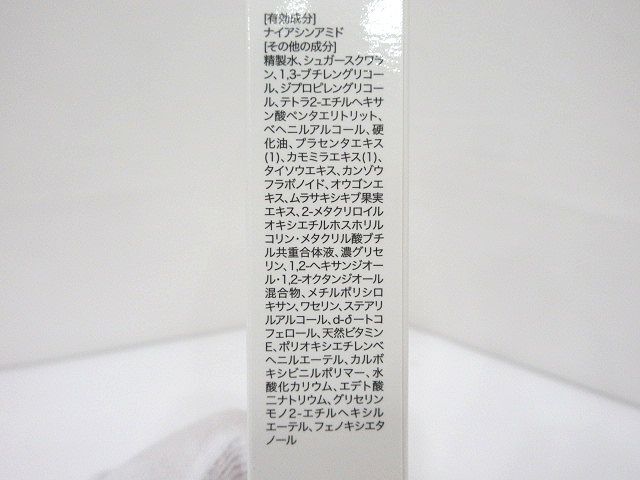 [有効成分]
ナイアシンアミド
[その他の成分]
精製水、シュガースクワラ
ン、1,3-ブチレングリコー
ル、ジプロピレングリコー
ル、テトラ2-エチルヘキサ
ン酸ペンタエリトリット、
ベヘニルアルコール、硬
化油、プラセンタエキス
(1)、カモミラエキス(1)、
タイソウエキス、カンゾウ
フラボノイド、オウゴンエ
キス、ムラサキシキブ果実
エキス、2-メタクリロイル
オキシエチルホスホリル
コリン・メタクリル酸ブチ
ル共重合体液、濃グリセ
リン、1,2-ヘキサンジオー
ル・1,2-オクタンジオール
混合物、メチルポリシロ
キサン、ワセリン、ステアリ
ルアルコール、d-δ-トコ
フェロール、天然ビタミン
E、ポリオキシエチレンベ
ヘニルエーテル、カルボ
キシビニルポリマー、水
酸化カリウム、エデト酸
二ナトリウム、グリセリン
モノ2-エチルヘキシル
エーテル、フェノキシエタ
ノール